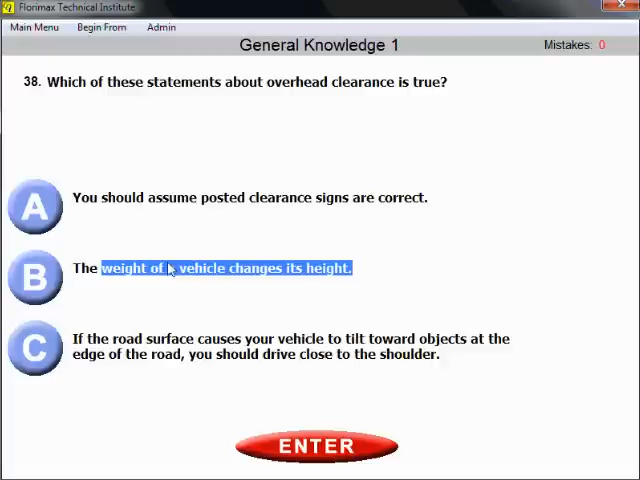 Florimax Technical Institute
Main Menu Begin From Admin
General Knowledge 1 Mistakes: 0
38. Which of these statements about overhead clearance is true?
A You should assume posted clearance signs are correct.
B The weight of vehicle changes its height.
C If the road surface causes your vehicle to tilt toward objects at the
edge of the road, you should drive close to the shoulder.
ENTER